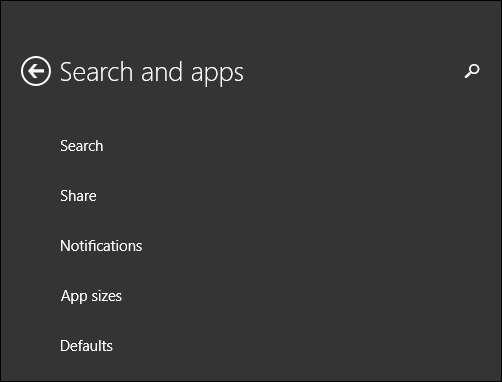 Search and apps
Search
Share
Notifications
App sizes
Defaults